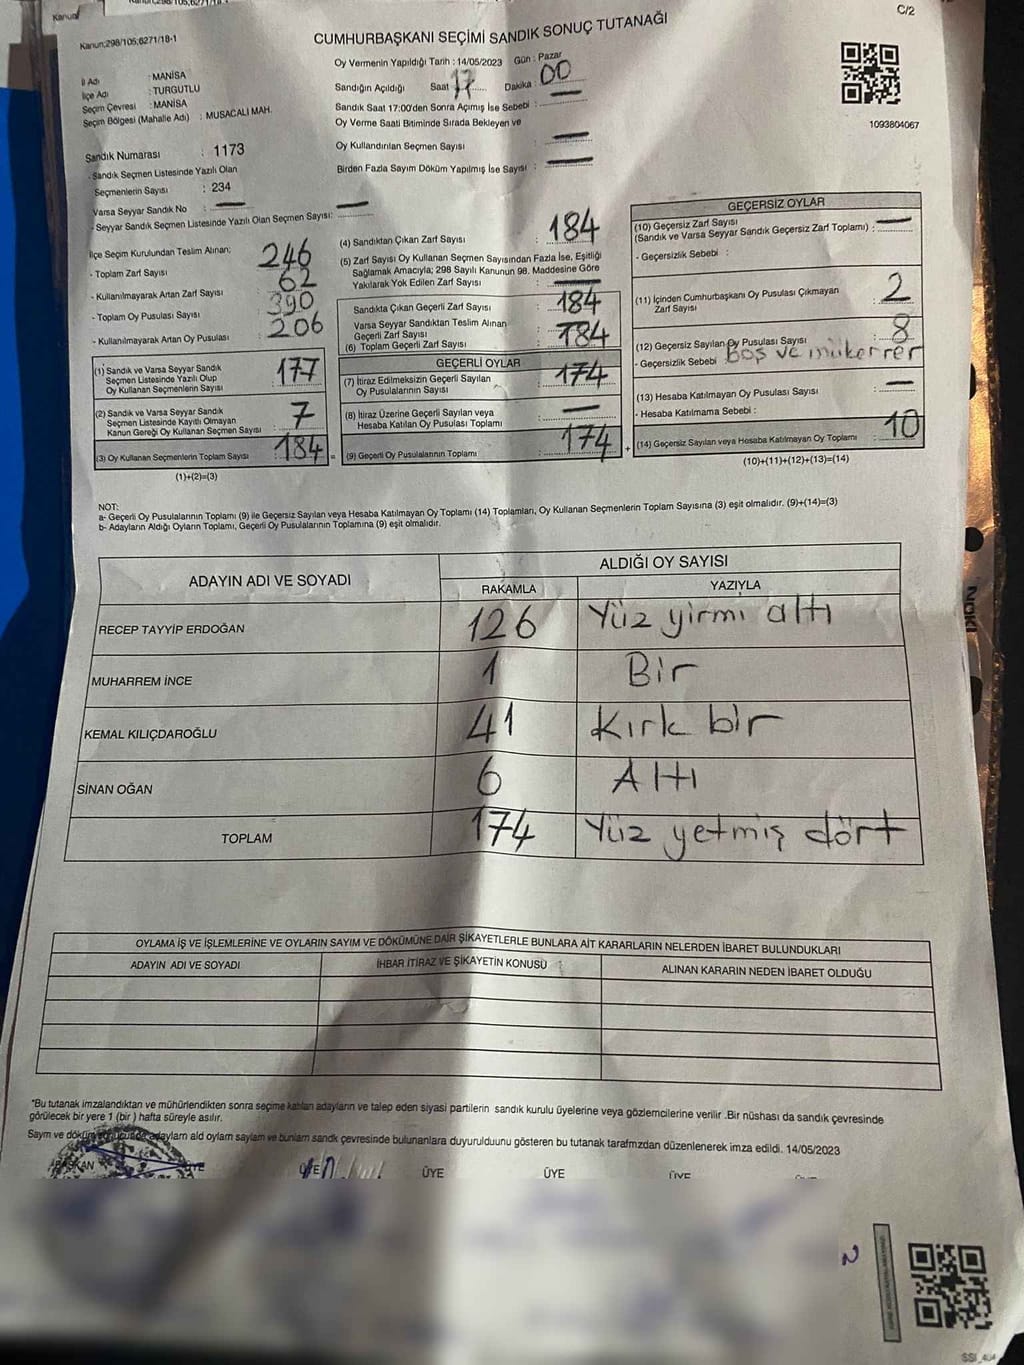 Kanun;298/105,6271/18-1
C/2
CUMHURBAŞKANI SEÇİMİ SANDIK SONUÇ TUTANAĞI
İl Adı : MANİSA
İlçe Adı : TURGUTLU
Seçim Çevresi : MANİSA
Seçim Bölgesi (Mahalle Adı) : MUSACALI MAH.
Sandık Numarası : 1173
- Sandık Seçmen Listesinde Yazılı Olan
Seçmenlerin Sayısı : 234
Varsa Seyyar Sandık No :
- Seyyar Sandık Seçmen Listesinde Yazılı Olan Seçmen Sayısı:
Oy Vermenin Yapıldığı Tarih : 14/05/2023 Gün : Pazar
Sandığın Açıldığı Saat 17 Dakika : 00
Sandık Saat 17:00'den Sonra Açımış İse Sebebi :
Oy Verme Saati Bitiminde Sırada Bekleyen ve
Oy Kullandırılan Seçmen Sayısı :
Birden Fazla Sayım Döküm Yapılmış İse Sayısı :
1093804067
İlçe Seçim Kurulundan Teslim Alınan:
- Toplam Zarf Sayısı : 246
- Kullanılmayarak Artan Zarf Sayısı : 62
- Toplam Oy Pusulası Sayısı : 390
- Kullanılmayarak Artan Oy Pusulası : 206
(1) Sandık ve Varsa Seyyar Sandık
Seçmen Listesinde Yazılı Olup
Oy Kullanan Seçmenlerin Sayısı : 177
(2) Sandık ve Varsa Seyyar Sandık
Seçmen Listesinde Kayıtlı Olmayan
Kanun Gereği Oy Kullanan Seçmen Sayısı : 7
(3) Oy Kullanan Seçmenlerin Toplam Sayısı : 184 =
(1)+(2)=(3)
(4) Sandıktan Çıkan Zarf Sayısı : 184
(5) Zarf Sayısı Oy Kullanan Seçmen Sayısından Fazla İse, Eşitliği
Sağlamak Amacıyla; 298 Sayılı Kanunun 98. Maddesine Göre
Yakılarak Yok Edilen Zarf Sayısı :
Sandıkta Çıkan Geçerli Zarf Sayısı : 184
Varsa Seyyar Sandıktan Teslim Alınan
Geçerli Zarf Sayısı :
(6) Toplam Geçerli Zarf Sayısı : 184
GEÇERLİ OYLAR
(7) İtiraz Edilmeksizin Geçerli Sayılan
Oy Pusulalarının Sayısı : 174
(8) İtiraz Üzerine Geçerli Sayılan veya
Hesaba Katılan Oy Pusulası Toplamı :
(9) Geçerli Oy Pusulalarının Toplamı : 174 +
GEÇERSİZ OYLAR
(10) Geçersiz Zarf Sayısı
(Sandık ve Varsa Seyyar Sandık Geçersiz Zarf Toplamı) :
- Geçersizlik Sebebi :
(11) İçinden Cumhurbaşkanı Oy Pusulası Çıkmayan
Zarf Sayısı : 2
(12) Geçersiz Sayılan Oy Pusulası Sayısı : 8
- Geçersizlik Sebebi : boş ve mükerrer
(13) Hesaba Katılmayan Oy Pusulası Sayısı :
- Hesaba Katılmama Sebebi :
(14) Geçersiz Sayılan veya Hesaba Katılmayan Oy Toplamı : 10
(10)+(11)+(12)+(13)=(14)
NOT:
a- Geçerli Oy Pusulalarının Toplamı (9) ile Geçersiz Sayılan veya Hesaba Katılmayan Oy Toplamı (14) Toplamları, Oy Kullanan Seçmenlerin Toplam Sayısına (3) eşit olmalıdır. (9)+(14)=(3)
b- Adayların Aldığı Oyların Toplamı, Geçerli Oy Pusulalarının Toplamına (9) eşit olmalıdır.
ADAYIN ADI VE SOYADI
ALDIĞI OY SAYISI
RAKAMLA YAZIYLA
RECEP TAYYİP ERDOĞAN 126 Yüz yirmi altı
MUHARREM İNCE 1 Bir
KEMAL KILIÇDAROĞLU 41 Kırk bir
SİNAN OĞAN 6 Altı
TOPLAM 174 Yüz yetmiş dört
OYLAMA İŞ VE İŞLEMLERİNE VE OYLARIN SAYIM VE DÖKÜMÜNE DAİR ŞİKAYETLERLE BUNLARA AİT KARARLARIN NELERDEN İBARET BULUNDUKLARI
ADAYIN ADI VE SOYADI İHBAR İTİRAZ VE ŞİKAYETİN KONUSU ALINAN KARARIN NEDEN İBARET OLDUĞU
*Bu tutanak imzalandıktan ve mühürlendikten sonra seçime katılan adayların ve talep eden siyasi partilerin sandık kurulu üyelerine veya gözlemcilerine verilir .Bir nüshası da sandık çevresinde
görülecek bir yere 1 (bir ) hafta süreyle asılır.
Sayım ve döküm sonucunda adaylam ald oylam saylam ve bunlam sandk çevresinde bulunanlara duyurulduunu gösteren bu tutanak tarafmzdan düzenlenerek imza edildi. 14/05/2023
BAŞKAN ÜYE ÜYE ÜYE ÜYE ÜYE
2